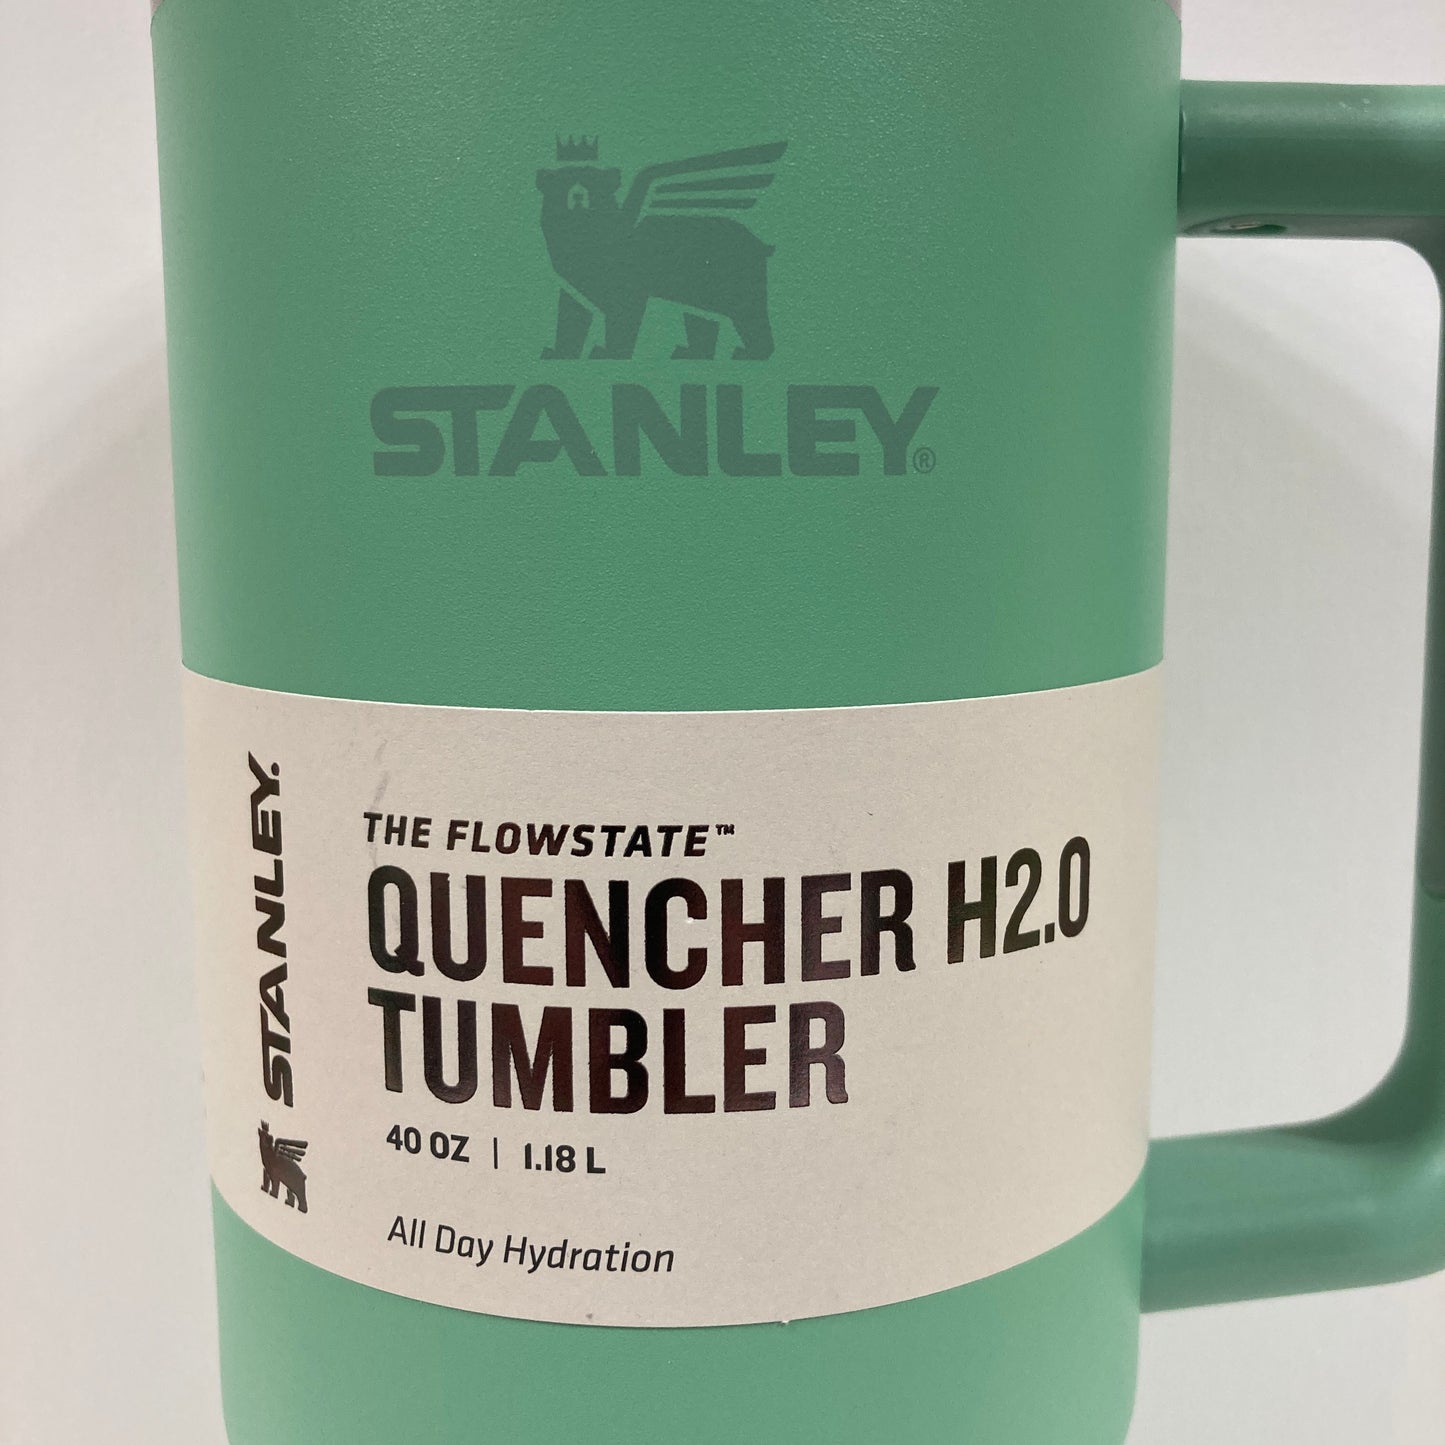 STANLEY®
STANLEY.
THE FLOWSTATE™
QUENCHER H2.0
TUMBLER
40 OZ | 1.18 L
All Day Hydration